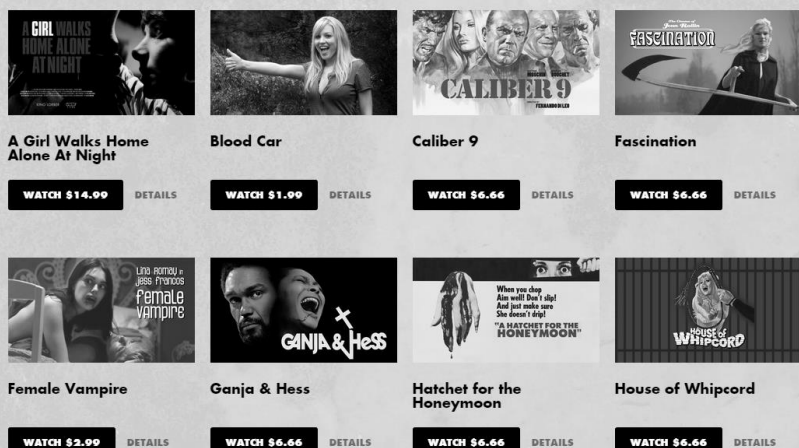 A GIRL WALKS
HOME ALONE
AT NIGHT
CALIBER 9
FERNANDO DI LEO
FASCINATION
A Girl Walks Home
Alone At Night
Blood Car
Caliber 9
Fascination
WATCH $14.99
DETAILS
WATCH $1.99
DETAILS
WATCH $6.66
DETAILS
WATCH $6.66
DETAILS
LINA ROMAY in
JESS FRANCOS
FEMALE
VAMPIRE
GANJA & HESS
When you chop
Aim well! Don't slip!
And just make sure
She doesn't drip!
"A HATCHET FOR THE
HONEYMOON"
HOUSE OF
WHIPCORD
Female Vampire
Ganja & Hess
Hatchet for the
Honeymoon
House of Whipcord
WATCH $2.99
DETAILS
WATCH $6.66
DETAILS
WATCH $6.66
DETAILS
WATCH $6.66
DETAILS